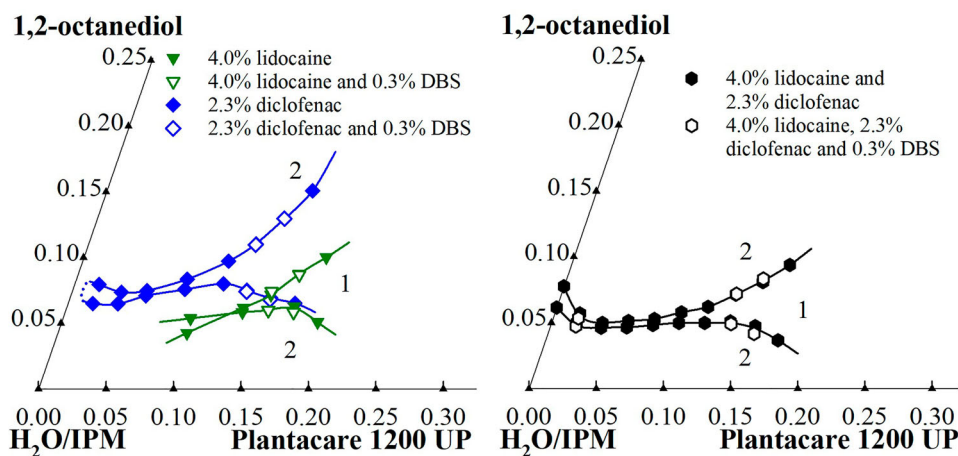 1,2-octanediol
0.25
4.0% lidocaine
4.0% lidocaine and 0.3% DBS
2.3% diclofenac
2.3% diclofenac and 0.3% DBS
0.20
0.15
0.10
0.05
2
1
2
0.00 0.05 0.10 0.15 0.20 0.25 0.30
H₂O/IPM Plantacare 1200 UP
1,2-octanediol
0.25
4.0% lidocaine and
2.3% diclofenac
4.0% lidocaine, 2.3%
diclofenac and 0.3% DBS
0.20
0.15
0.10
0.05
2
1
2
0.00 0.05 0.10 0.15 0.20 0.25 0.30
H₂O/IPM Plantacare 1200 UP